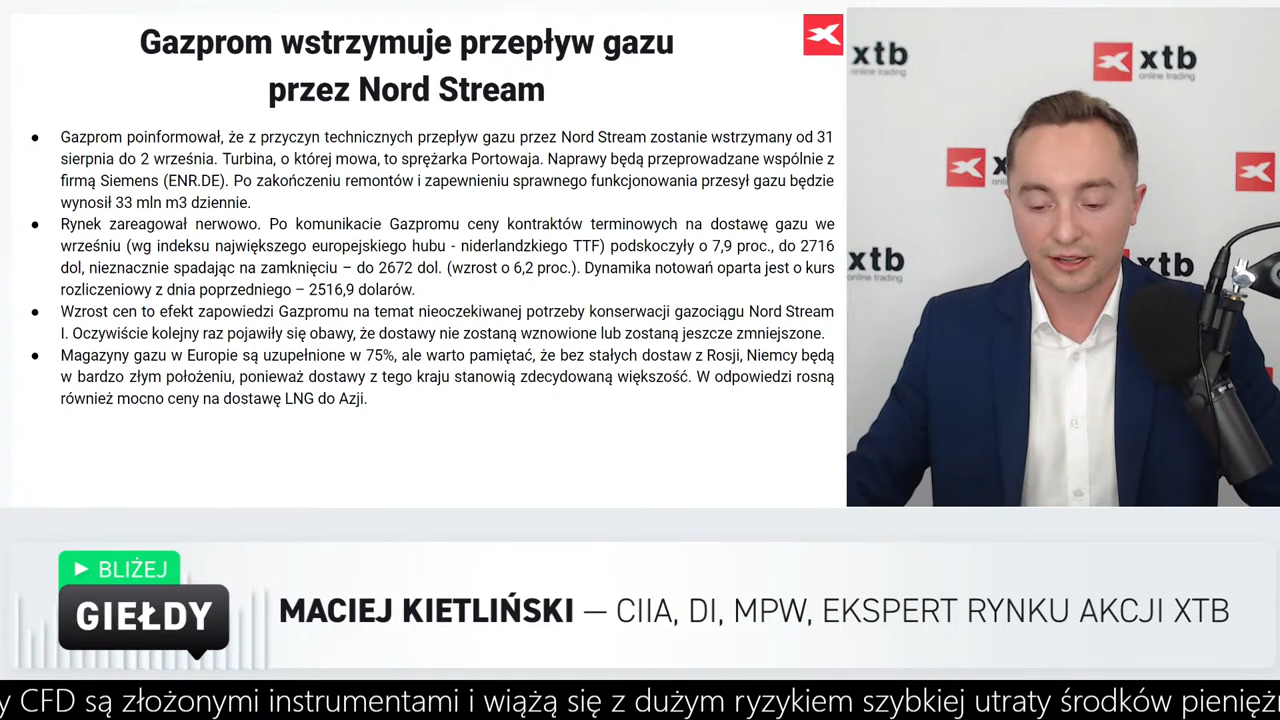 Gazprom wstrzymuje przepływ gazu
przez Nord Stream
● Gazprom poinformował, że z przyczyn technicznych przepływ gazu przez Nord Stream zostanie wstrzymany od 31
sierpnia do 2 września. Turbina, o której mowa, to sprężarka Portowaja. Naprawy będą przeprowadzane wspólnie z
firmą Siemens (ENR.DE). Po zakończeniu remontów i zapewnieniu sprawnego funkcjonowania przesył gazu będzie
wynosił 33 mln m3 dziennie.
● Rynek zareagował nerwowo. Po komunikacie Gazpromu ceny kontraktów terminowych na dostawę gazu we
wrześniu (wg indeksu największego europejskiego hubu - niderlandzkiego TTF) podskoczyły o 7,9 proc., do 2716
dol, nieznacznie spadając na zamknięciu – do 2672 dol. (wzrost o 6,2 proc.). Dynamika notowań oparta jest o kurs
rozliczeniowy z dnia poprzedniego – 2516,9 dolarów.
● Wzrost cen to efekt zapowiedzi Gazpromu na temat nieoczekiwanej potrzeby konserwacji gazociągu Nord Stream
I. Oczywiście kolejny raz pojawiły się obawy, że dostawy nie zostaną wznowione lub zostaną jeszcze zmniejszone.
● Magazyny gazu w Europie są uzupełnione w 75%, ale warto pamiętać, że bez stałych dostaw z Rosji, Niemcy będą
w bardzo złym położeniu, ponieważ dostawy z tego kraju stanowią zdecydowaną większość. W odpowiedzi rosną
również mocno ceny na dostawę LNG do Azji.
xtb
online trading
xtb
online trading
xtb
online trading
BLIŻEJ
GIEŁDY
MACIEJ KIETLIŃSKI — CIIA, DI, MPW, EKSPERT RYNKU AKCJI XTB
y CFD są złożonymi instrumentami i wiążą się z dużym ryzykiem szybkiej utraty środków pienięż